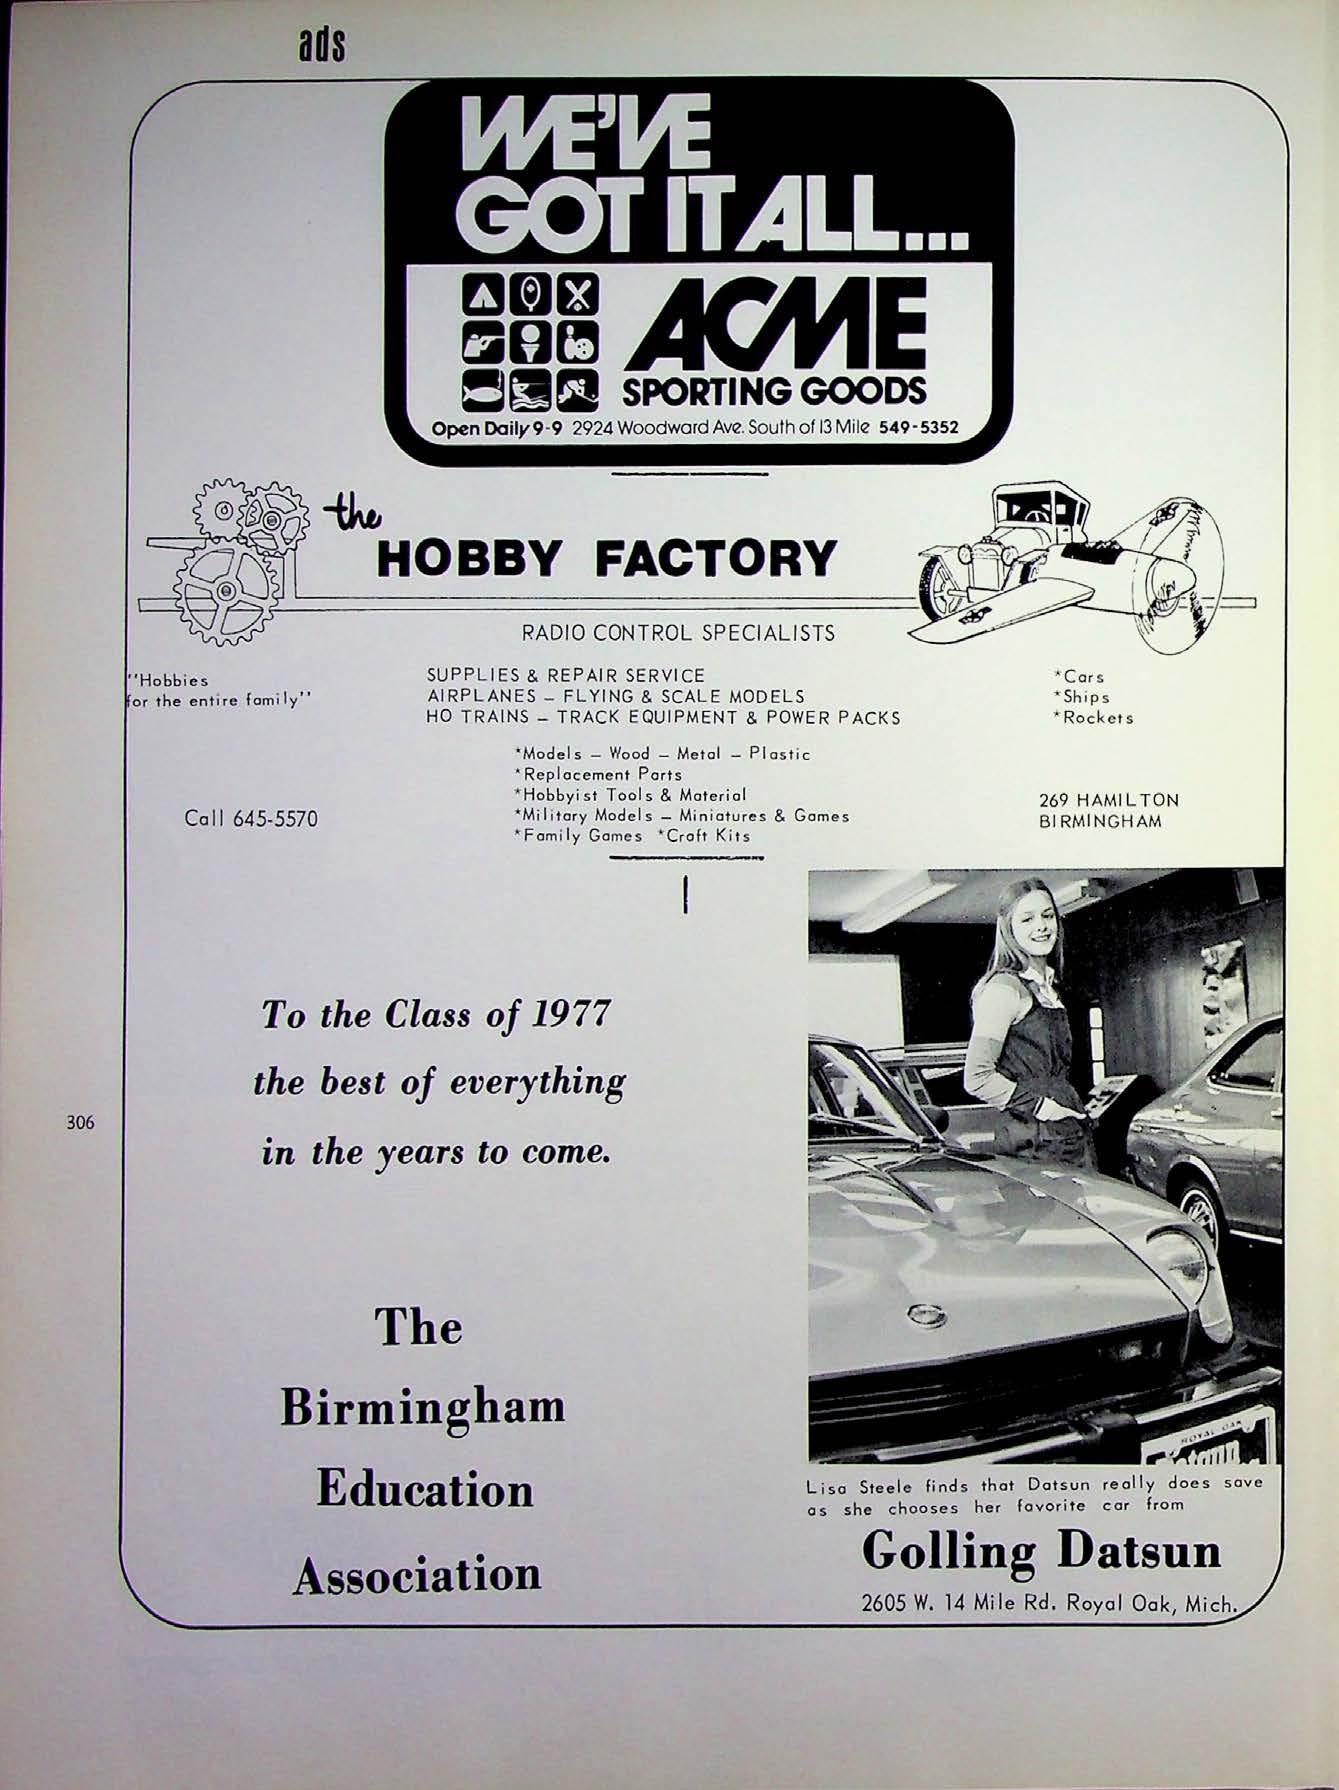 ads
WE'VE
GOT IT ALL...
ACME
SPORTING GOODS
Open Daily 9-9 2924 Woodward Ave. South of 13 Mile 549-5352
the
HOBBY FACTORY
RADIO CONTROL SPECIALISTS
"Hobbies
for the entire family"
SUPPLIES & REPAIR SERVICE
AIRPLANES – FLYING & SCALE MODELS
HO TRAINS – TRACK EQUIPMENT & POWER PACKS
*Cars
*Ships
*Rockets
*Models – Wood – Metal – Plastic
*Replacement Parts
*Hobbyist Tools & Material
*Military Models – Miniatures & Games
*Family Games *Craft Kits
Call 645-5570
269 HAMILTON
BIRMINGHAM
To the Class of 1977
the best of everything
in the years to come.
306
The
Birmingham
Education
Association
ROYAL OAK
Lisa Steele finds that Datsun really does save
as she chooses her favorite car from
Golling Datsun
2605 W. 14 Mile Rd. Royal Oak, Mich.